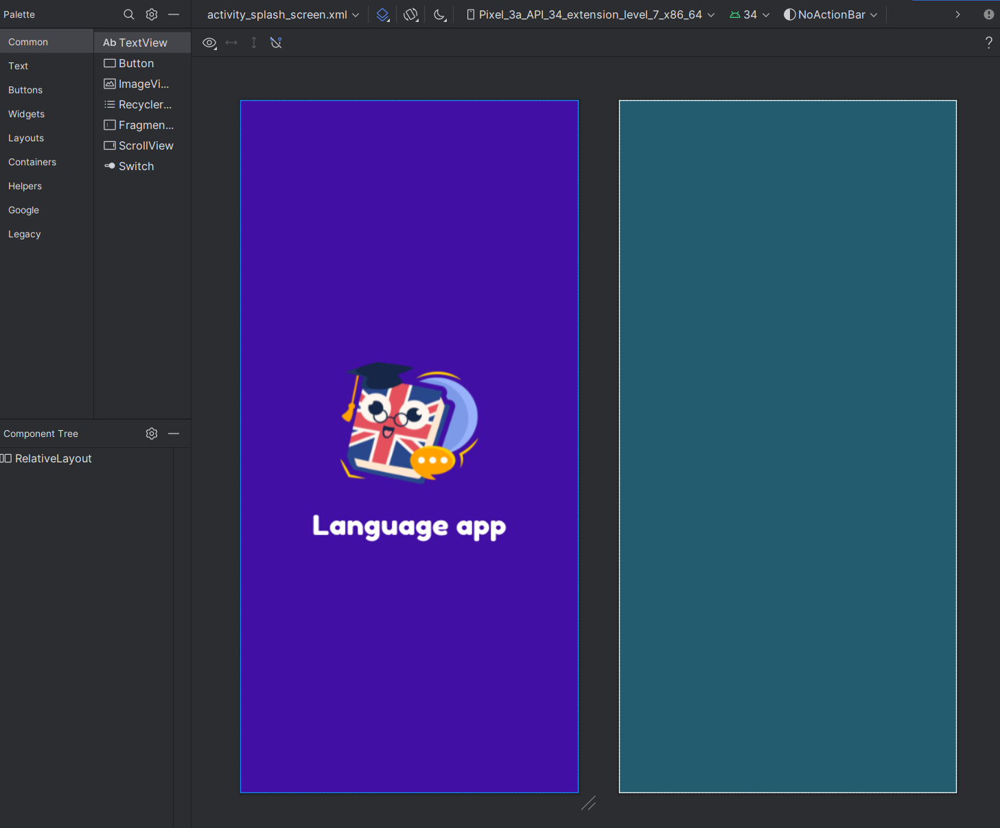 Palette
activity_splash_screen.xml
Pixel_3a_API_34_extension_level_7_x86_64
34
NoActionBar
Common
Text
Buttons
Widgets
Layouts
Containers
Helpers
Google
Legacy
Ab TextView
Button
ImageVi...
Recycler...
Fragmen...
ScrollView
Switch
?
Language app
Component Tree
RelativeLayout